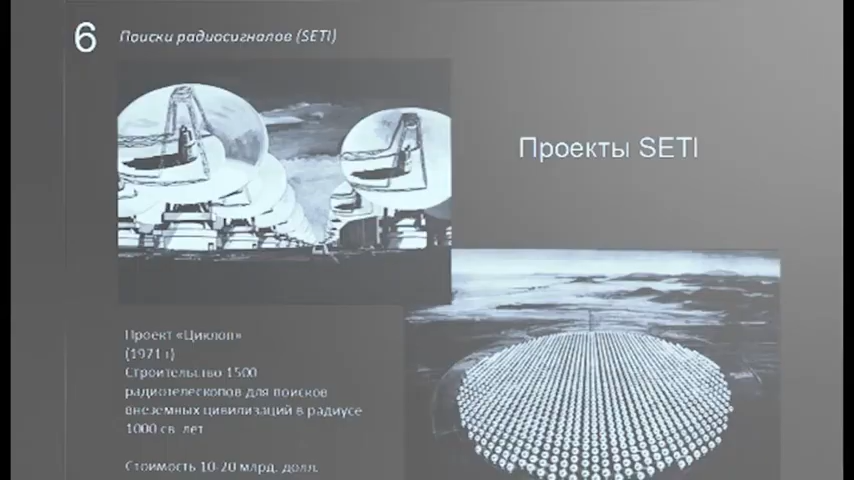 6
Поиски радиосигналов (SETI)
Проекты SETI
Проект «Циклоп»
(1971 г)
Строительство 1500
радиотелескопов для поисков
внеземных цивилизаций в радиусе
1000 св. лет
Стоимость 10-20 млрд. долл.